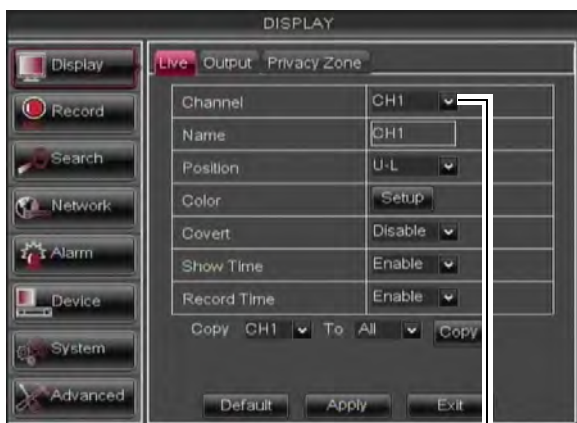 DISPLAY
Display
Record
Search
Network
Alarm
Device
System
Advanced
Live Output Privacy Zone
Channel CH1
Name CH1
Position U-L
Color Setup
Covert Disable
Show Time Enable
Record Time Enable
Copy CH1 To All Copy
Default Apply Exit